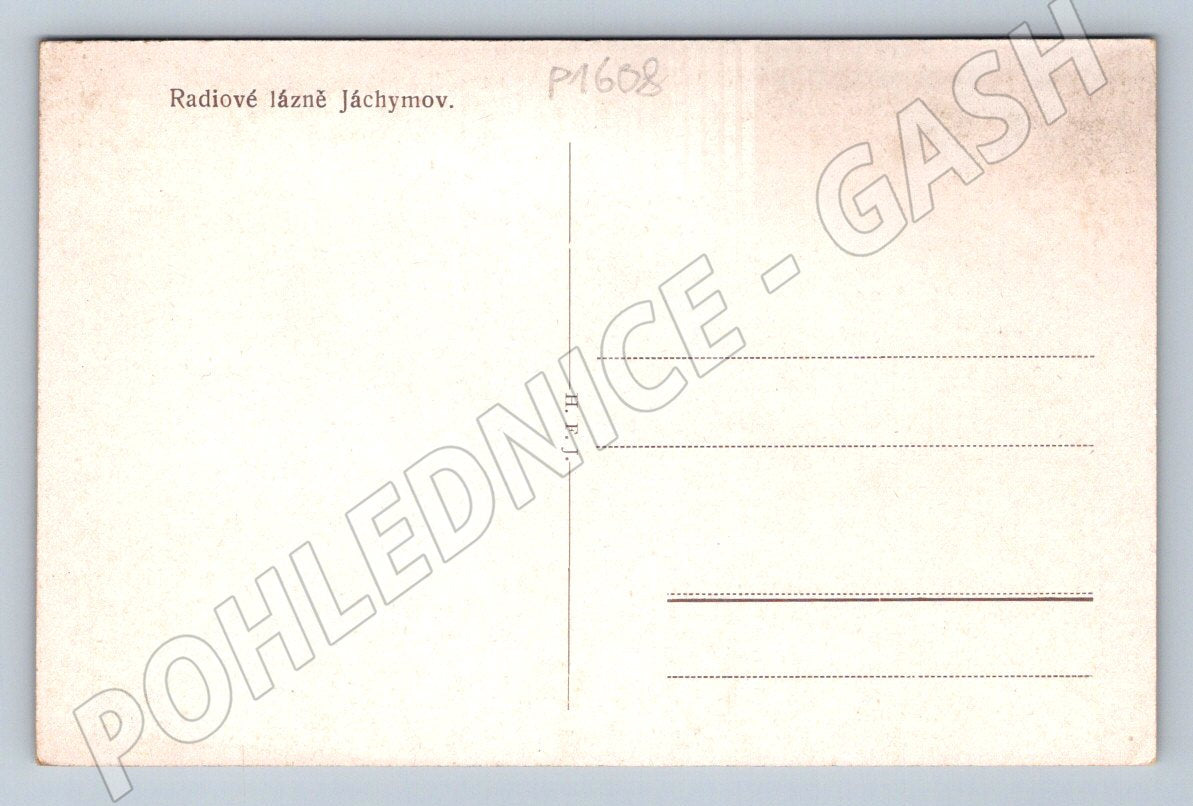 P1608
Radiové lázně Jáchymov.
H. F. J.
POHLEDNICE - GASH